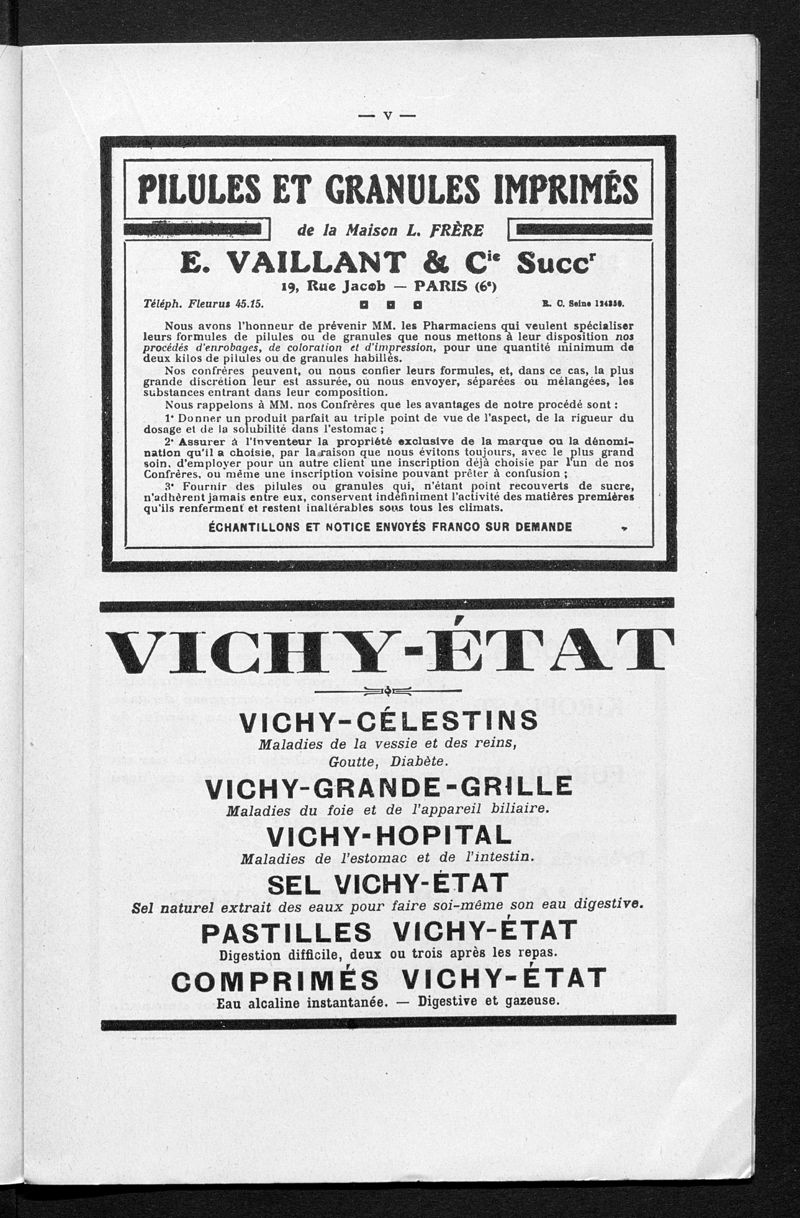 — V —
PILULES ET GRANULES IMPRIMÉS
de la Maison L. FRÈRE
E. VAILLANT & Cie Succr
19, Rue Jacob — PARIS (6e)
Téléph. Fleurus 45.15.
R. C. Seine
Nous avons l'honneur de prévenir MM. les Pharmaciens qui veulent spécialiser
leurs formules de pilules ou de granules que nous mettons à leur disposition nos
procédés d'enrobages, de coloration et d'impression, pour une quantité minimum de
deux kilos de pilules ou de granules habillés.
Nos confrères peuvent, ou nous confier leurs formules, et, dans ce cas, la plus
grande discrétion leur est assurée, ou nous envoyer, séparées ou mélangées, les
substances entrant dans leur composition.
Nous rappelons à MM. nos Confrères que les avantages de notre procédé sont :
1° Donner un produit parfait au triple point de vue de l'aspect, de la rigueur du
dosage et de la solubilité dans l'estomac ;
2° Assurer à l'inventeur la propriété exclusive de la marque ou la dénomi-
nation qu'il a choisie, par la raison que nous évitons toujours, avec le plus grand
soin, d'employer pour un autre client une inscription déjà choisie par l'un de nos
Confrères, ou même une inscription voisine pouvant prêter à confusion ;
3° Fournir des pilules ou granules qui, n'étant point recouverts de sucre,
n'adhèrent jamais entre eux, conservent indéfiniment l'activité des matières premières
qu'ils renferment et restent inaltérables sous tous les climats.
ÉCHANTILLONS ET NOTICE ENVOYÉS FRANCO SUR DEMANDE
VICHY-ÉTAT
VICHY-CÉLESTINS
Maladies de la vessie et des reins,
Goutte, Diabète.
VICHY-GRANDE-GRILLE
Maladies du foie et de l'appareil biliaire.
VICHY-HOPITAL
Maladies de l'estomac et de l'intestin.
SEL VICHY-ÉTAT
Sel naturel extrait des eaux pour faire soi-même son eau digestive.
PASTILLES VICHY-ÉTAT
Digestion difficile, deux ou trois après les repas.
COMPRIMÉS VICHY-ÉTAT
Eau alcaline instantanée. — Digestive et gazeuse.